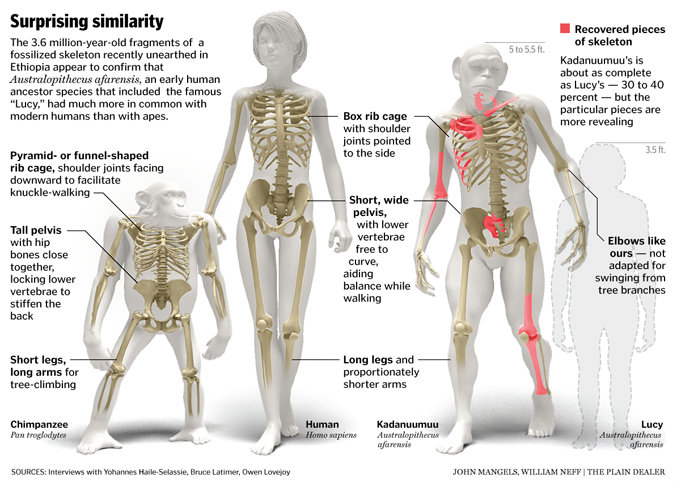 Surprising similarity
The 3.6 million-year-old fragments of a
fossilized skeleton recently unearthed in
Ethiopia appear to confirm that
Australopithecus afarensis, an early human
ancestor species that included the famous
“Lucy,” had much more in common with
modern humans than with apes.
Pyramid- or funnel-shaped
rib cage, shoulder joints facing
downward to facilitate
knuckle-walking
Tall pelvis
with hip
bones close
together,
locking lower
vertebrae to
stiffen the
back
Short legs,
long arms for
tree-climbing
Chimpanzee
Pan troglodytes
Box rib cage
with shoulder
joints pointed
to the side
Short, wide
pelvis,
with lower
vertebrae
free to
curve,
aiding
balance while
walking
Long legs and
proportionately
shorter arms
Human
Homo sapiens
5 to 5.5 ft.
Recovered pieces
of skeleton
Kadanuumuu’s is
about as complete
as Lucy’s — 30 to 40
percent — but the
particular pieces are
more revealing
3.5 ft.
Elbows like
ours — not
adapted for
swinging from
tree branches
Kadanuumuu
Australopithecus
afarensis
Lucy
Australopithecus
afarensis
SOURCES: Interviews with Yohannes Haile-Selassie, Bruce Latimer, Owen Lovejoy
JOHN MANGELS, WILLIAM NEFF | THE PLAIN DEALER